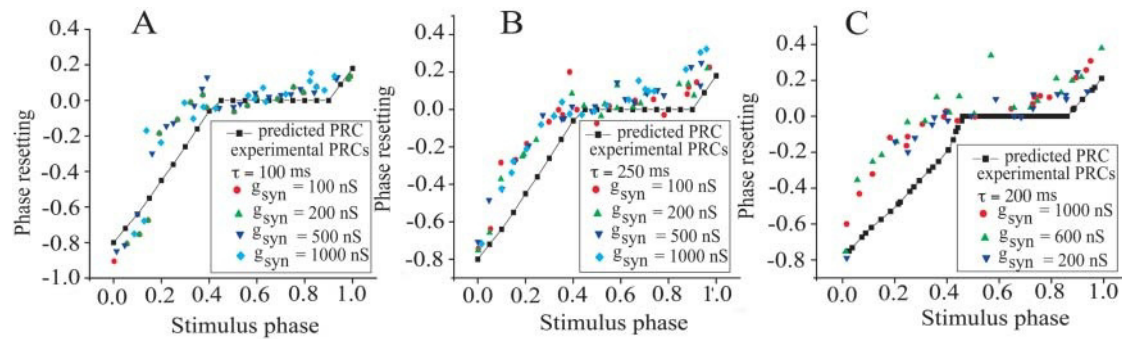 A
0.4
0.2
0.0
-0.2
-0.4
-0.6
-0.8
-1.0
Phase resetting
predicted PRC
experimental PRCs
τ = 100 ms
gsyn = 100 nS
gsyn = 200 nS
gsyn = 500 nS
gsyn = 1000 nS
0.0 0.2 0.4 0.6 0.8 1.0
Stimulus phase
B
0.4
0.2
0.0
-0.2
-0.4
-0.6
-0.8
Phase resetting
predicted PRC
experimental PRCs
τ = 250 ms
gsyn = 100 nS
gsyn = 200 nS
gsyn = 500 nS
gsyn = 1000 nS
0.0 0.2 0.4 0.6 0.8 1.0
Stimulus phase
C
0.4
0.2
0.0
-0.2
-0.4
-0.6
-0.8
Phase resetting
predicted PRC
experimental PRCs
τ = 200 ms
gsyn = 1000 nS
gsyn = 600 nS
gsyn = 200 nS
0.0 0.2 0.4 0.6 0.8 1.0
Stimulus phase